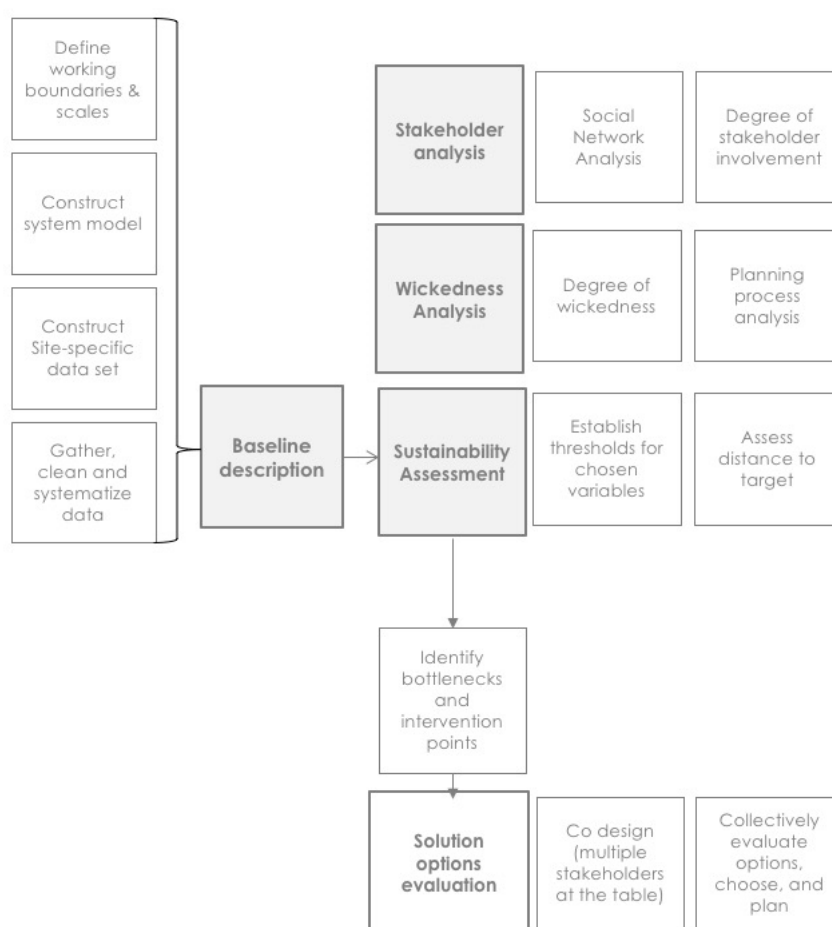 Define
working
boundaries &
scales
Construct
system model
Construct
Site-specific
data set
Gather,
clean and
systematize
data
Baseline
description
Stakeholder
analysis
Social
Network
Analysis
Degree of
stakeholder
involvement
Wickedness
Analysis
Degree of
wickedness
Planning
process
analysis
Sustainability
Assessment
Establish
thresholds for
chosen
variables
Assess
distance to
target
Identify
bottlenecks
and
intervention
points
Solution
options
evaluation
Co design
(multiple
stakeholders
at the table)
Collectively
evaluate
options,
choose, and
plan